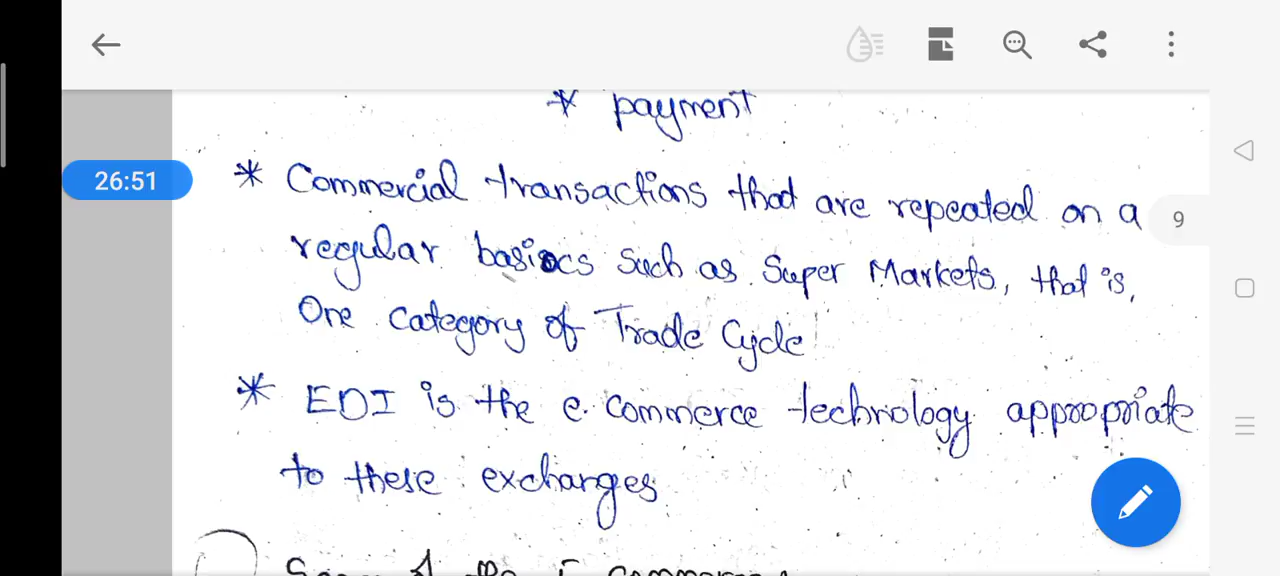 * payment
26:51
* Commercial transactions that are repeated on a
9
regular basiscs such as Super Markets, that is,
One Category of Trade Cycle
* EDI is the e. commerce technology appropriate
to these exchanges